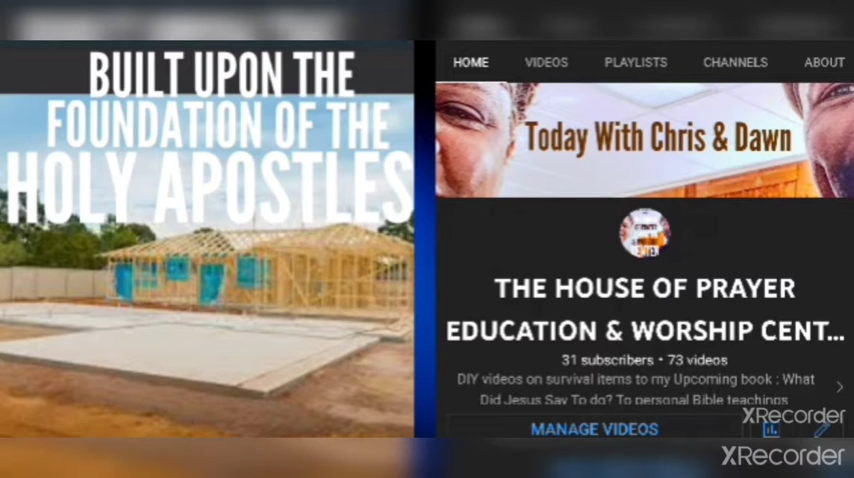 BUILT UPON THE
FOUNDATION OF THE
HOLY APOSTLES
HOME VIDEOS PLAYLISTS CHANNELS ABOUT
Today With Chris & Dawn
THE HOUSE OF PRAYER
EDUCATION & WORSHIP CENT...
31 subscribers • 73 videos
DIY videos on survival items to my Upcoming book : What
Did Jesus Say To do? To personal Bible teachings
MANAGE VIDEOS
XRecorder
XRecorder